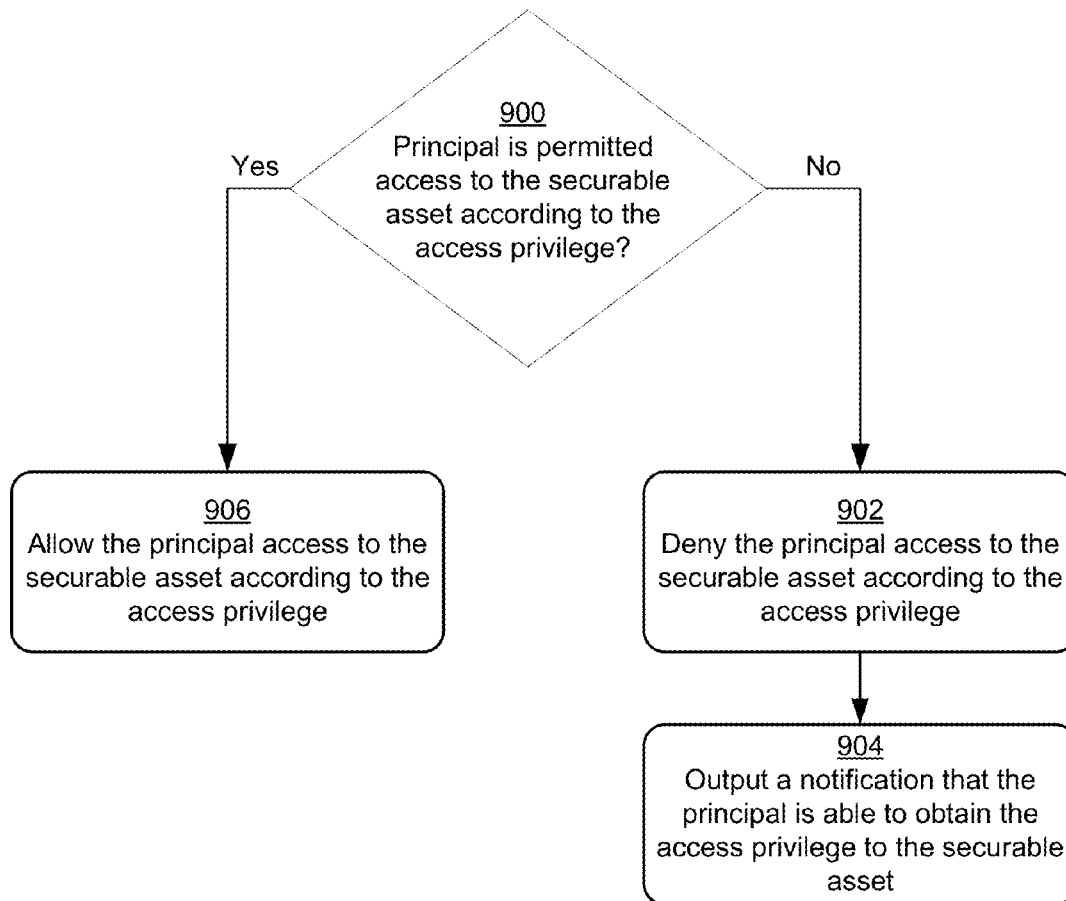 900
Principal is permitted
access to the securable
asset according to the
access privilege?
Yes
No
906
Allow the principal access to the
securable asset according to the
access privilege
902
Deny the principal access to the
securable asset according to the
access privilege
904
Output a notification that the
principal is able to obtain the
access privilege to the securable
asset